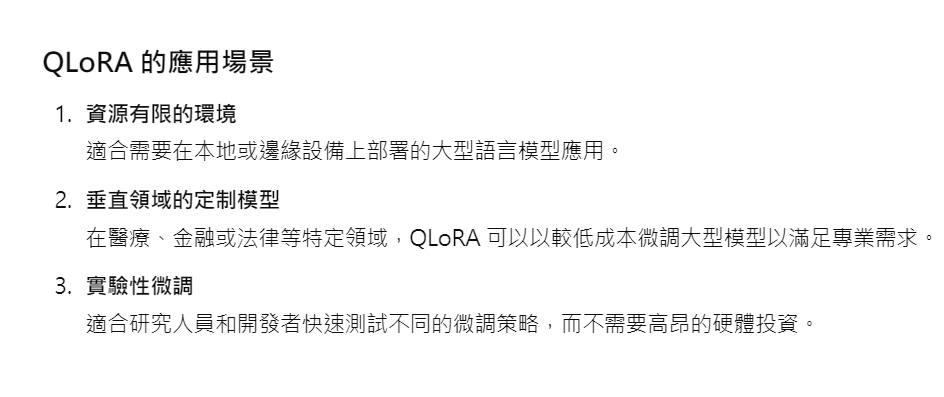 QLoRA 的應用場景
1. 資源有限的環境
適合需要在本地或邊緣設備上部署的大型語言模型應用。
2. 垂直領域的定制模型
在醫療、金融或法律等特定領域，QLoRA 可以以較低成本微調大型模型以滿足專業需求。
3. 實驗性微調
適合研究人員和開發者快速測試不同的微調策略，而不需要高昂的硬體投資。